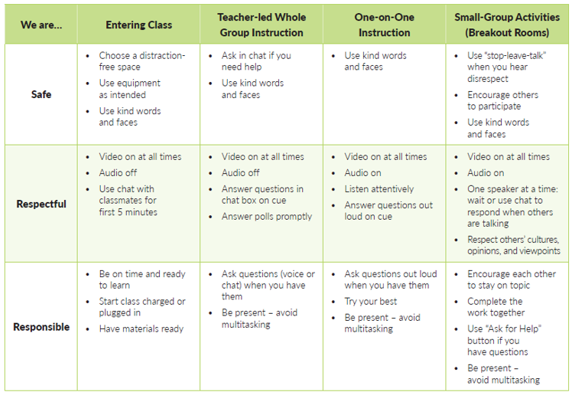 We are...
Entering Class
Teacher-led Whole
Group Instruction
One-on-One
Instruction
Small-Group Activities
(Breakout Rooms)
Safe
• Choose a distraction-
free space
• Use equipment
as intended
• Use kind words
and faces
• Ask in chat if you
need help
• Use kind words
and faces
• Use kind words
and faces
• Use "stop-leave-talk"
when you hear
disrespect
• Encourage others
to participate
• Use kind words
and faces
Respectful
• Video on at all times
• Audio off
• Use chat with
classmates for
first 5 minutes
• Video on at all times
• Audio off
• Answer questions in
chat box on cue
• Answer polls promptly
• Video on at all times
• Audio on
• Listen attentively
• Answer questions out
loud on cue
• Video on at all times
• Audio on
• One speaker at a time:
wait or use chat to
respond when others
are talking
• Respect others' cultures,
opinions, and viewpoints
Responsible
• Be on time and ready
to learn
• Start class charged or
plugged in
• Have materials ready
• Ask questions (voice or
chat) when you have
them
• Be present – avoid
multitasking
• Ask questions out loud
when you have them
• Try your best
• Be present – avoid
multitasking
• Encourage each other
to stay on topic
• Complete the
work together
• Use "Ask for Help"
button if you
have questions
• Be present –
avoid multitasking